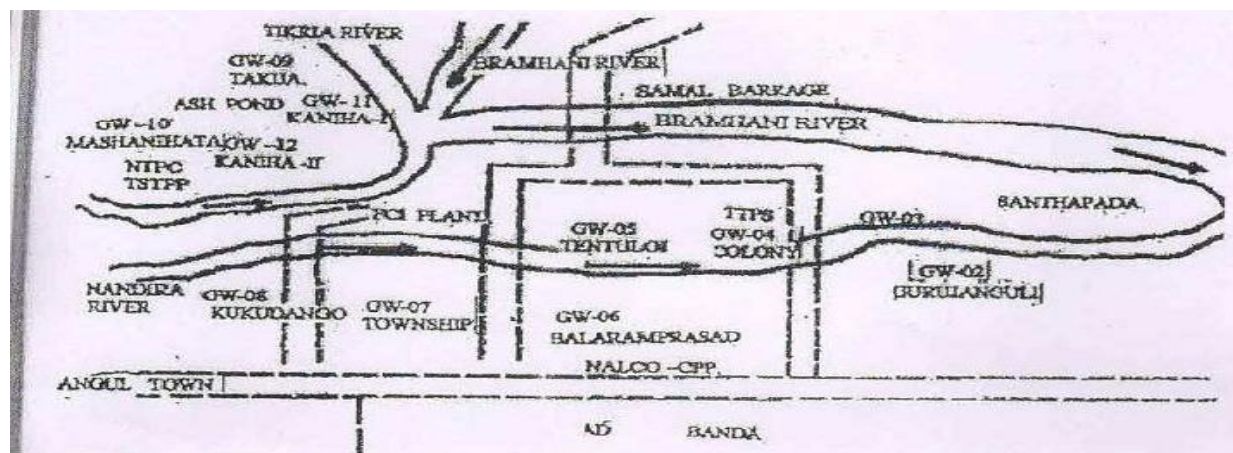 TIKRIA RIVER
BRAMHANI RIVER
GW-09
TAKUA
ASH POND
GW-11
KANIHA-I
SAMAL BARRAGE
BRAMHANI RIVER
GW-10
MASHANIHATA
GW-12
KANIHA-II
NTPC
TSTPP
SANTHAPADA
FCI PLANT
TTPS
GW-04
COLONY
GW-03
GW-05
TENTULOI
GW-02
GURUJANGULI
NANDIRA
RIVER
GW-08
KUKUDANGO
GW-07
TOWNSHIP
GW-06
BALARAMPRASAD
NALCO-CPP
ANGUL TOWN
BANDA